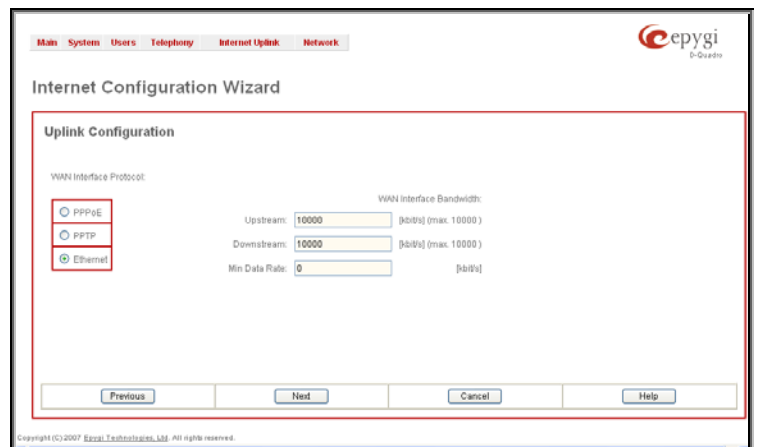 Main System Users Telephony Internet Uplink Network
epygi
D-Quadro
Internet Configuration Wizard
Uplink Configuration
WAN Interface Protocol:
WAN Interface Bandwidth:
PPPoE
Upstream: 10000 [kbit/s] (max. 10000 )
PPTP
Downstream: 10000 [kbit/s] (max. 10000 )
Ethernet
Min Data Rate: 0 [kbit/s]
Previous Next Cancel Help
Copyright (C) 2007 Epygi Technologies, Ltd. All rights reserved.